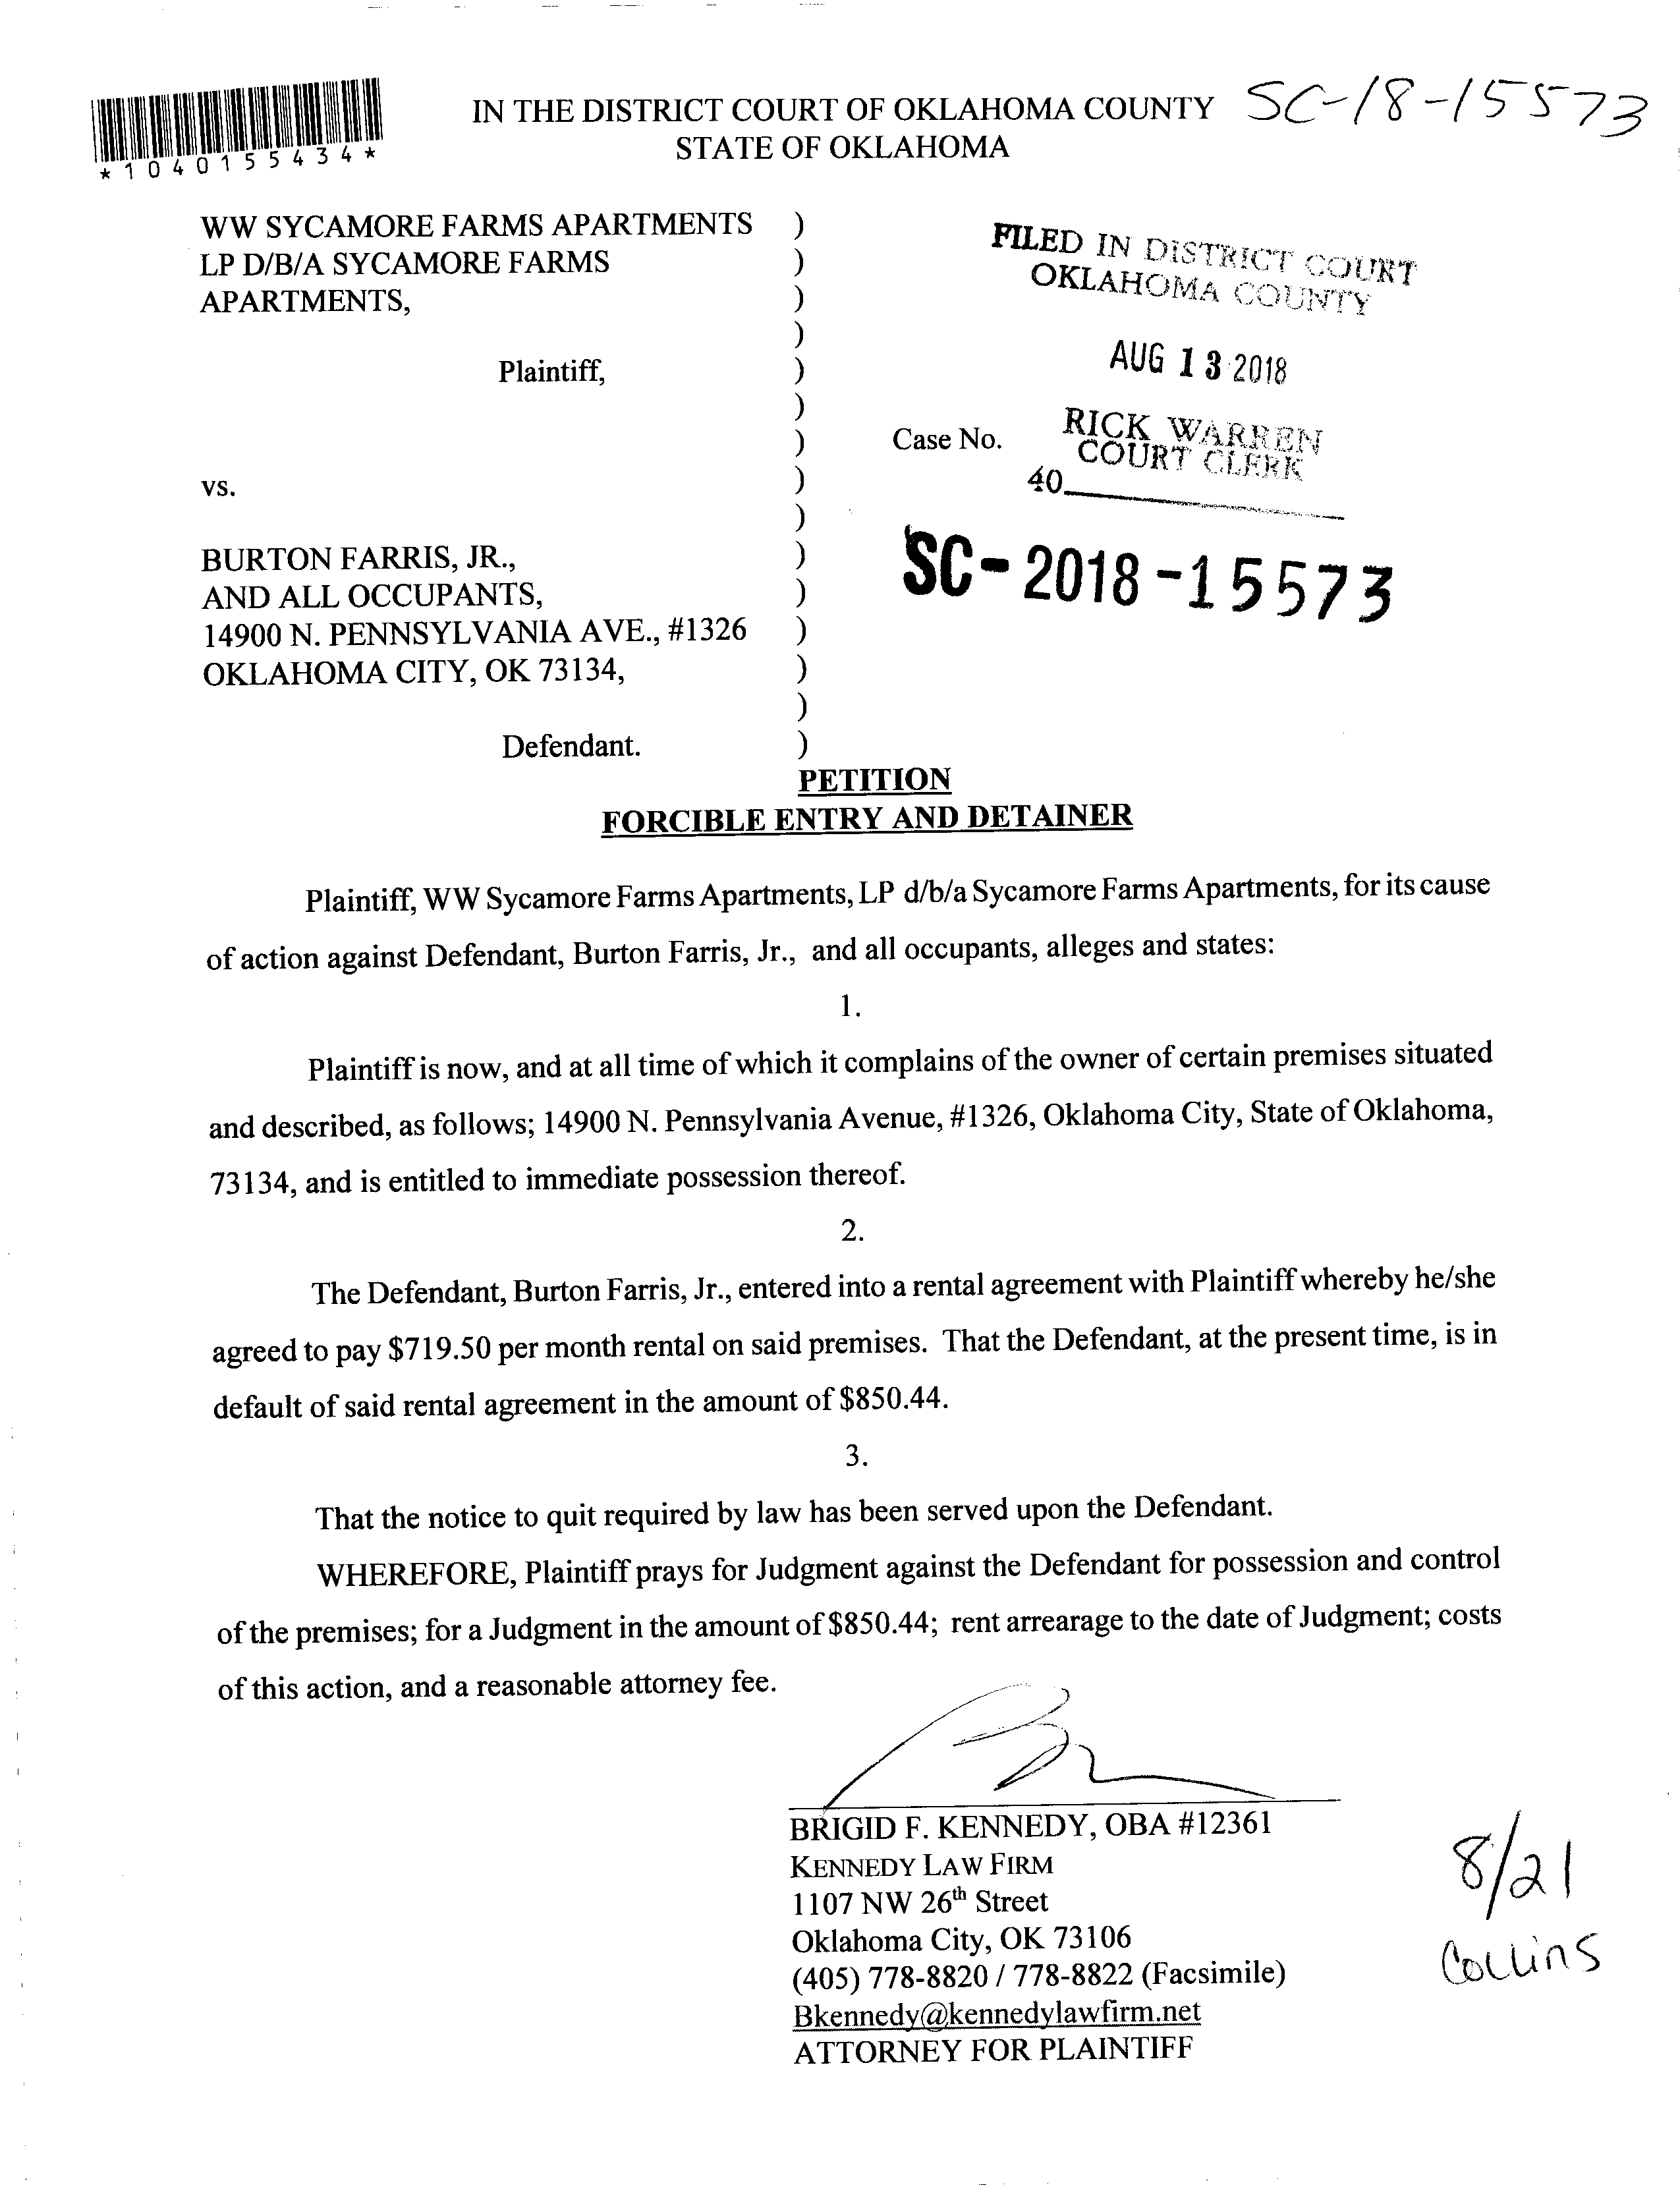 IN THE DISTRICT COURT OF OKLAHOMA COUNTY SC-18-15573
STATE OF OKLAHOMA
*1040155434*
WW SYCAMORE FARMS APARTMENTS )
LP D/B/A SYCAMORE FARMS )
APARTMENTS, )
)
Plaintiff, )
)
)
vs. )
)
BURTON FARRIS, JR., )
AND ALL OCCUPANTS, )
14900 N. PENNSYLVANIA AVE., #1326 )
OKLAHOMA CITY, OK 73134, )
)
Defendant. )
FILED IN DISTRICT COURT
OKLAHOMA COUNTY
AUG 13 2018
RICK WARREN
COURT CLERK
Case No.
40
SC-2018-15573
PETITION
FORCIBLE ENTRY AND DETAINER
Plaintiff, WW Sycamore Farms Apartments, LP d/b/a Sycamore Farms Apartments, for its cause
of action against Defendant, Burton Farris, Jr., and all occupants, alleges and states:
1.
Plaintiff is now, and at all time of which it complains of the owner of certain premises situated
and described, as follows; 14900 N. Pennsylvania Avenue, #1326, Oklahoma City, State of Oklahoma,
73134, and is entitled to immediate possession thereof.
2.
The Defendant, Burton Farris, Jr., entered into a rental agreement with Plaintiff whereby he/she
agreed to pay $719.50 per month rental on said premises. That the Defendant, at the present time, is in
default of said rental agreement in the amount of $850.44.
3.
That the notice to quit required by law has been served upon the Defendant.
WHEREFORE, Plaintiff prays for Judgment against the Defendant for possession and control
of the premises; for a Judgment in the amount of $850.44; rent arrearage to the date of Judgment; costs
of this action, and a reasonable attorney fee.
BRIGID F. KENNEDY, OBA #12361
KENNEDY LAW FIRM
1107 NW 26th Street
Oklahoma City, OK 73106
(405) 778-8820 / 778-8822 (Facsimile)
Bkennedy@kennedylawfirm.net
ATTORNEY FOR PLAINTIFF
8/21
Collins